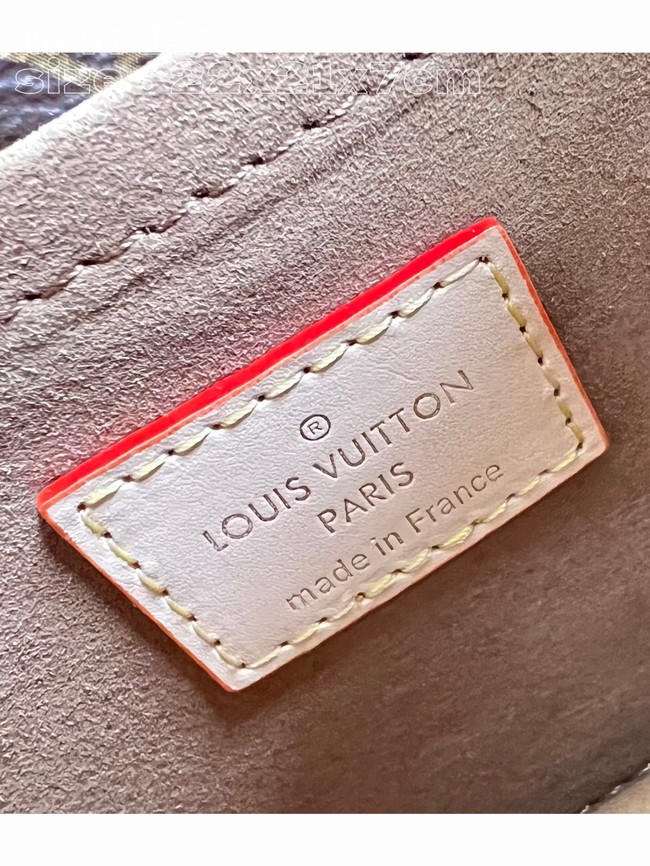 size:22x21x7cm
®
LOUIS VUITTON
PARIS
made in France